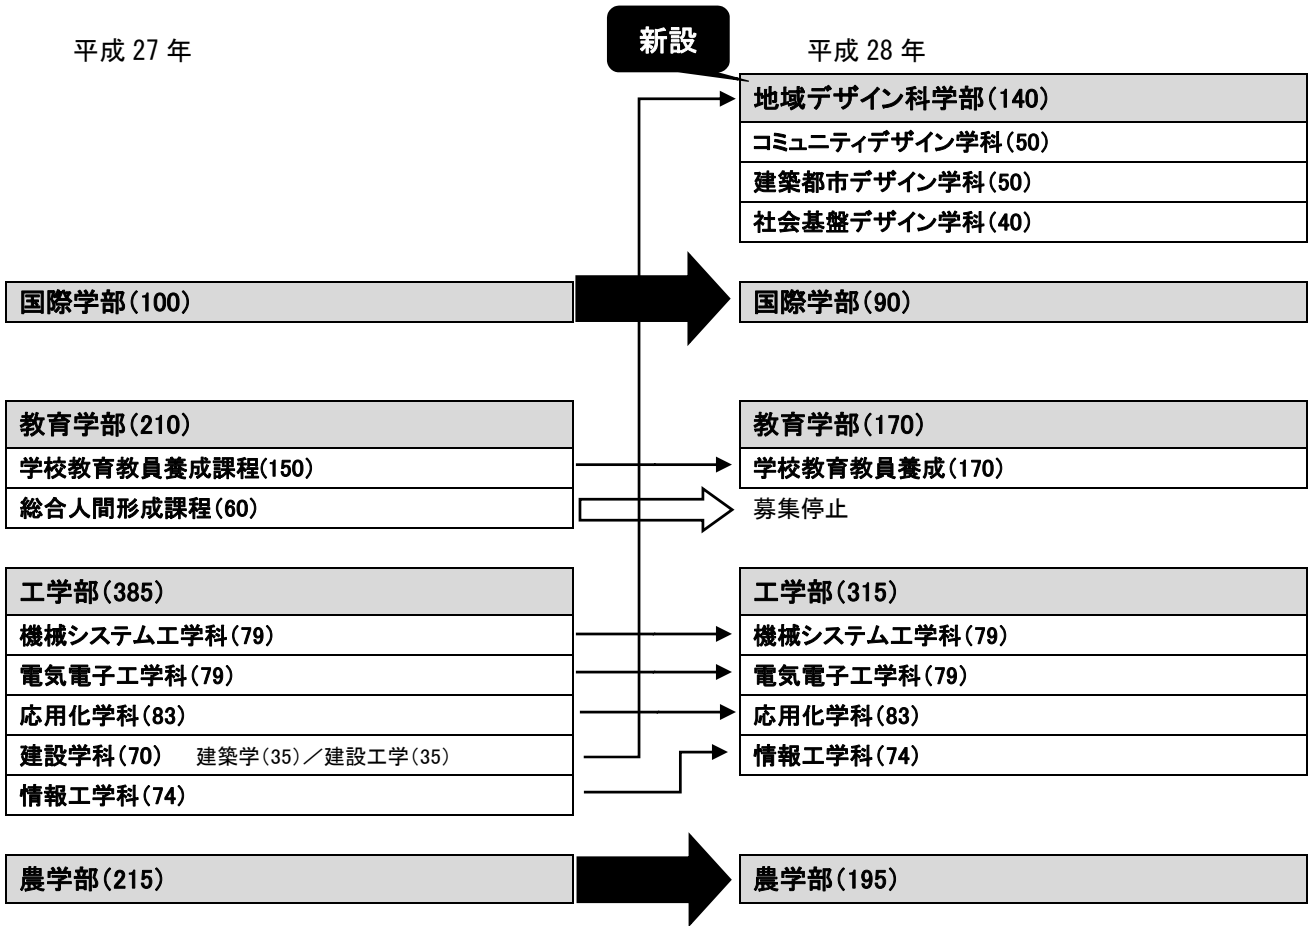 平成 27 年
新設
平成 28 年
地域デザイン科学部(140)
コミュニティデザイン学科(50)
建築都市デザイン学科(50)
社会基盤デザイン学科(40)
国際学部(100)
国際学部(90)
教育学部(210)
学校教育教員養成課程(150)
総合人間形成課程(60)
教育学部(170)
学校教育教員養成(170)
募集停止
工学部(385)
機械システム工学科(79)
電気電子工学科(79)
応用化学科(83)
建設学科(70) 建築学(35)/建設工学(35)
情報工学科(74)
工学部(315)
機械システム工学科(79)
電気電子工学科(79)
応用化学科(83)
情報工学科(74)
農学部(215)
農学部(195)